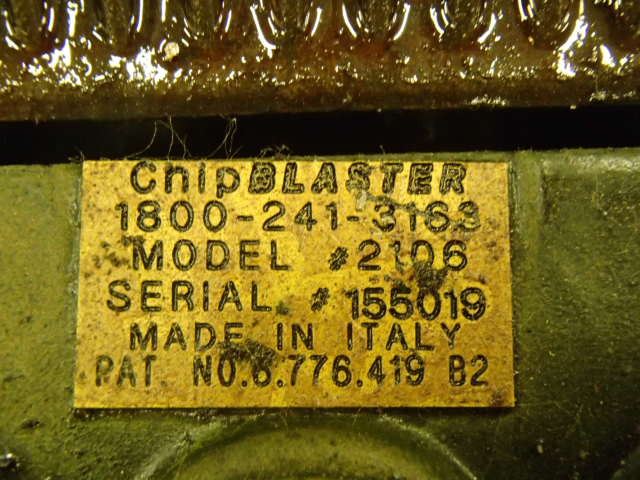 ChipBLASTER
1800-241-3163
MODEL #2106
SERIAL # 155019
MADE IN ITALY
PAT. NO.6.776.419 B2